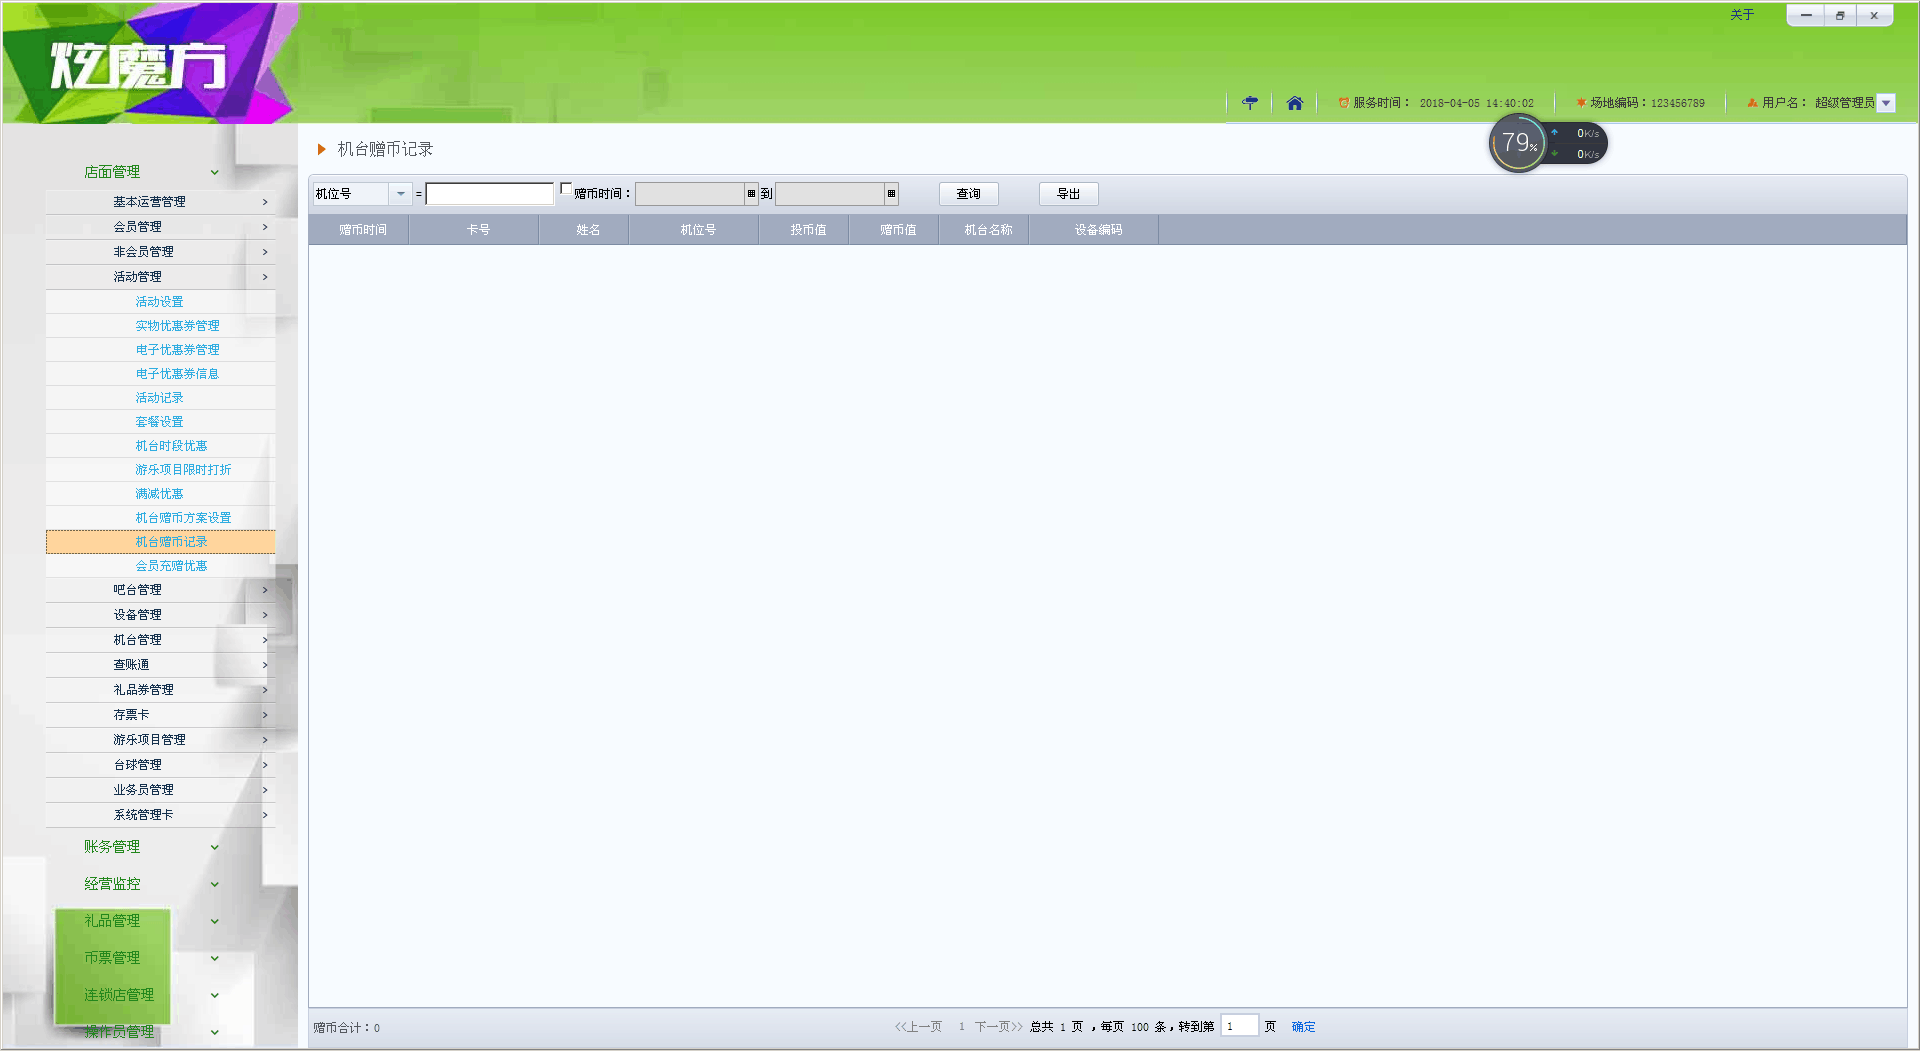 关于
炫魔方
服务时间： 2018-04-05 14:40:02
场地编码：123456789
用户名： 超级管理员
79%
0K/s
0K/s
店面管理
基本运营管理
会员管理
非会员管理
活动管理
活动设置
实物优惠券管理
电子优惠券管理
电子优惠券信息
活动记录
套餐设置
机台时段优惠
游乐项目限时打折
满减优惠
机台赠币方案设置
机台赠币记录
会员充赠优惠
吧台管理
设备管理
机台管理
查账通
礼品券管理
存票卡
游乐项目管理
台球管理
业务员管理
系统管理卡
账务管理
经营监控
礼品管理
币票管理
连锁店管理
操作员管理
机台赠币记录
机位号 = 赠币时间： 到 查询 导出
赠币时间 卡号 姓名 机位号 投币值 赠币值 机台名称 设备编码
赠币合计：0
<<上一页 1 下一页>> 总共 1 页 ，每页 100 条，转到第 1 页 确定